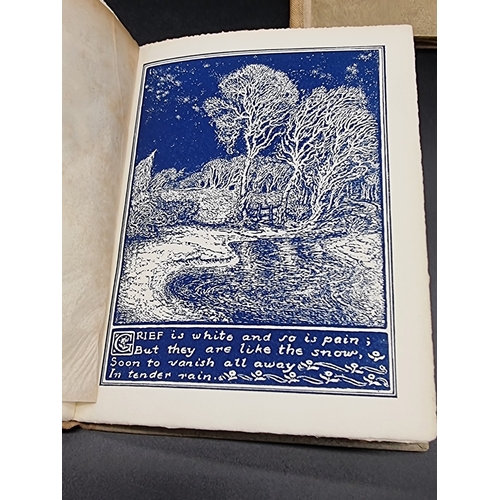 GRIEF is white and so is pain;
But they are like the snow,
Soon to vanish all away
In tender rain.